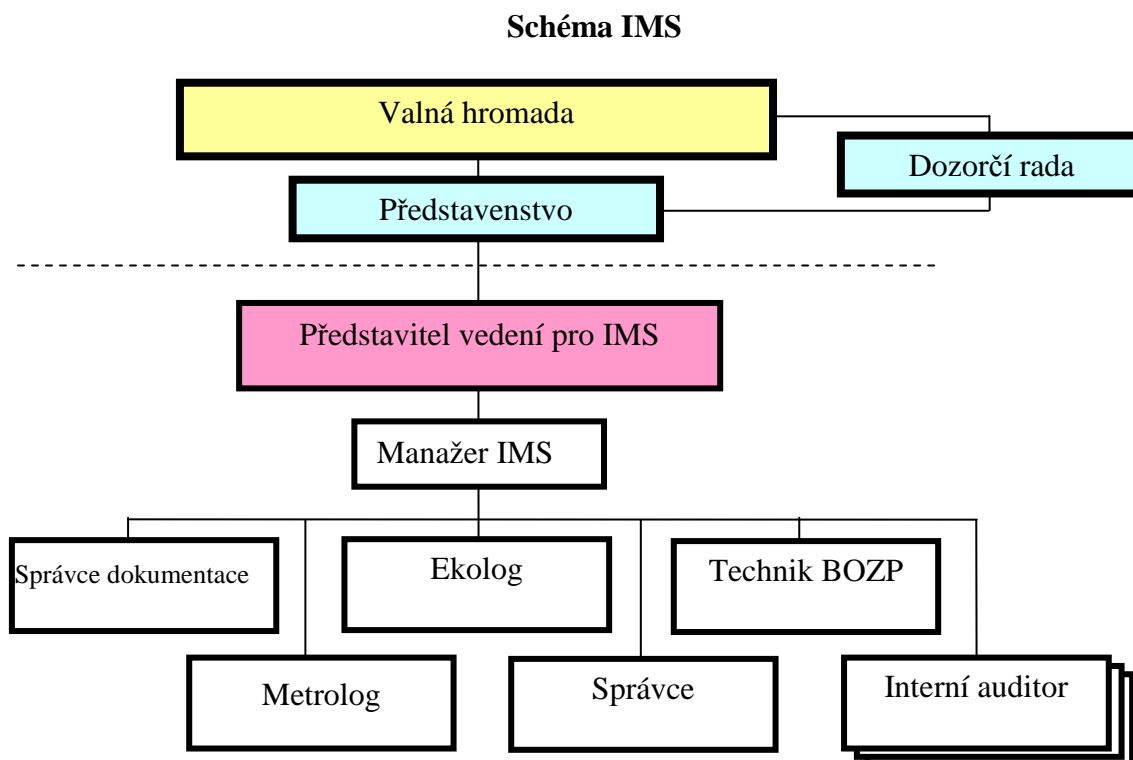 Schéma IMS
Valná hromada
Dozorčí rada
Představenstvo
Představitel vedení pro IMS
Manažer IMS
Správce dokumentace
Ekolog
Technik BOZP
Metrolog
Správce
Interní auditor